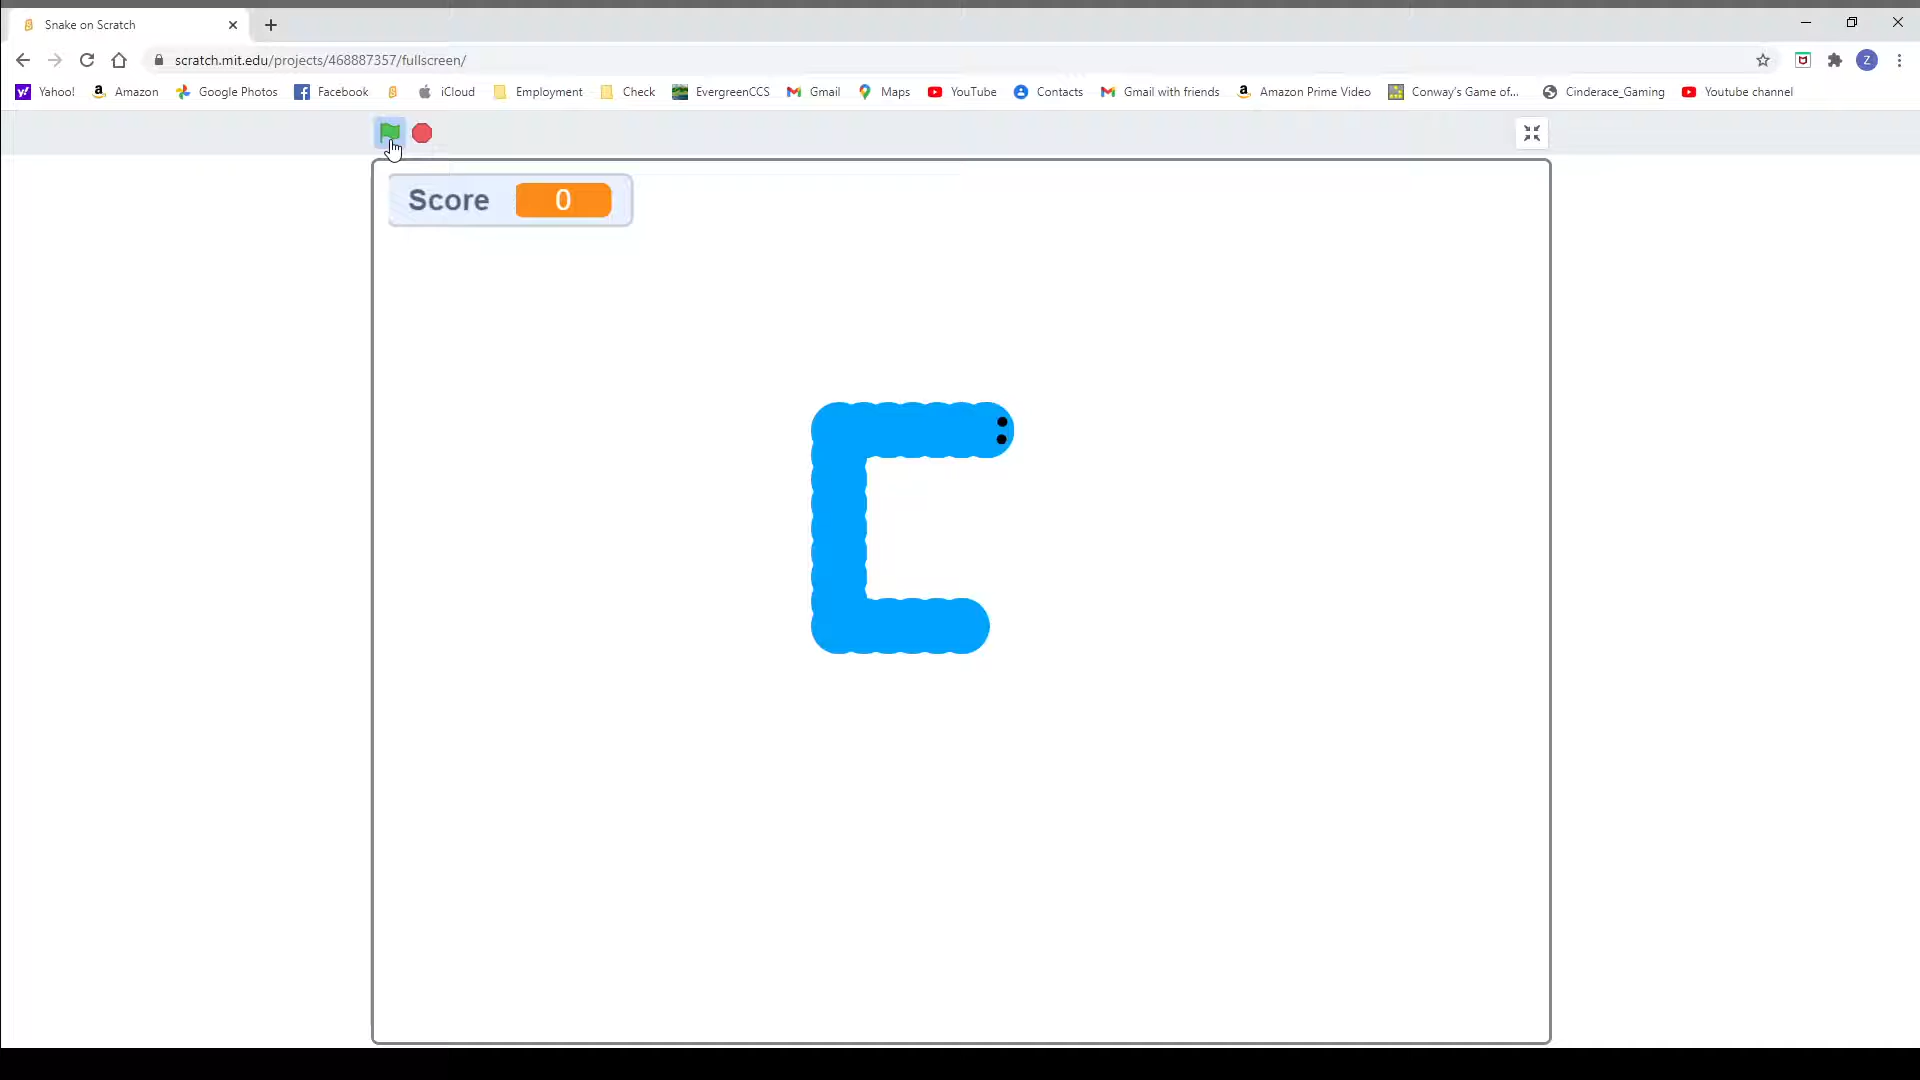 Snake on Scratch
scratch.mit.edu/projects/468887357/fullscreen/
Z
Yahoo! Amazon Google Photos Facebook iCloud Employment Check EvergreenCCS Gmail Maps YouTube Contacts Gmail with friends Amazon Prime Video Conway's Game of... Cinderace_Gaming Youtube channel
Score 0